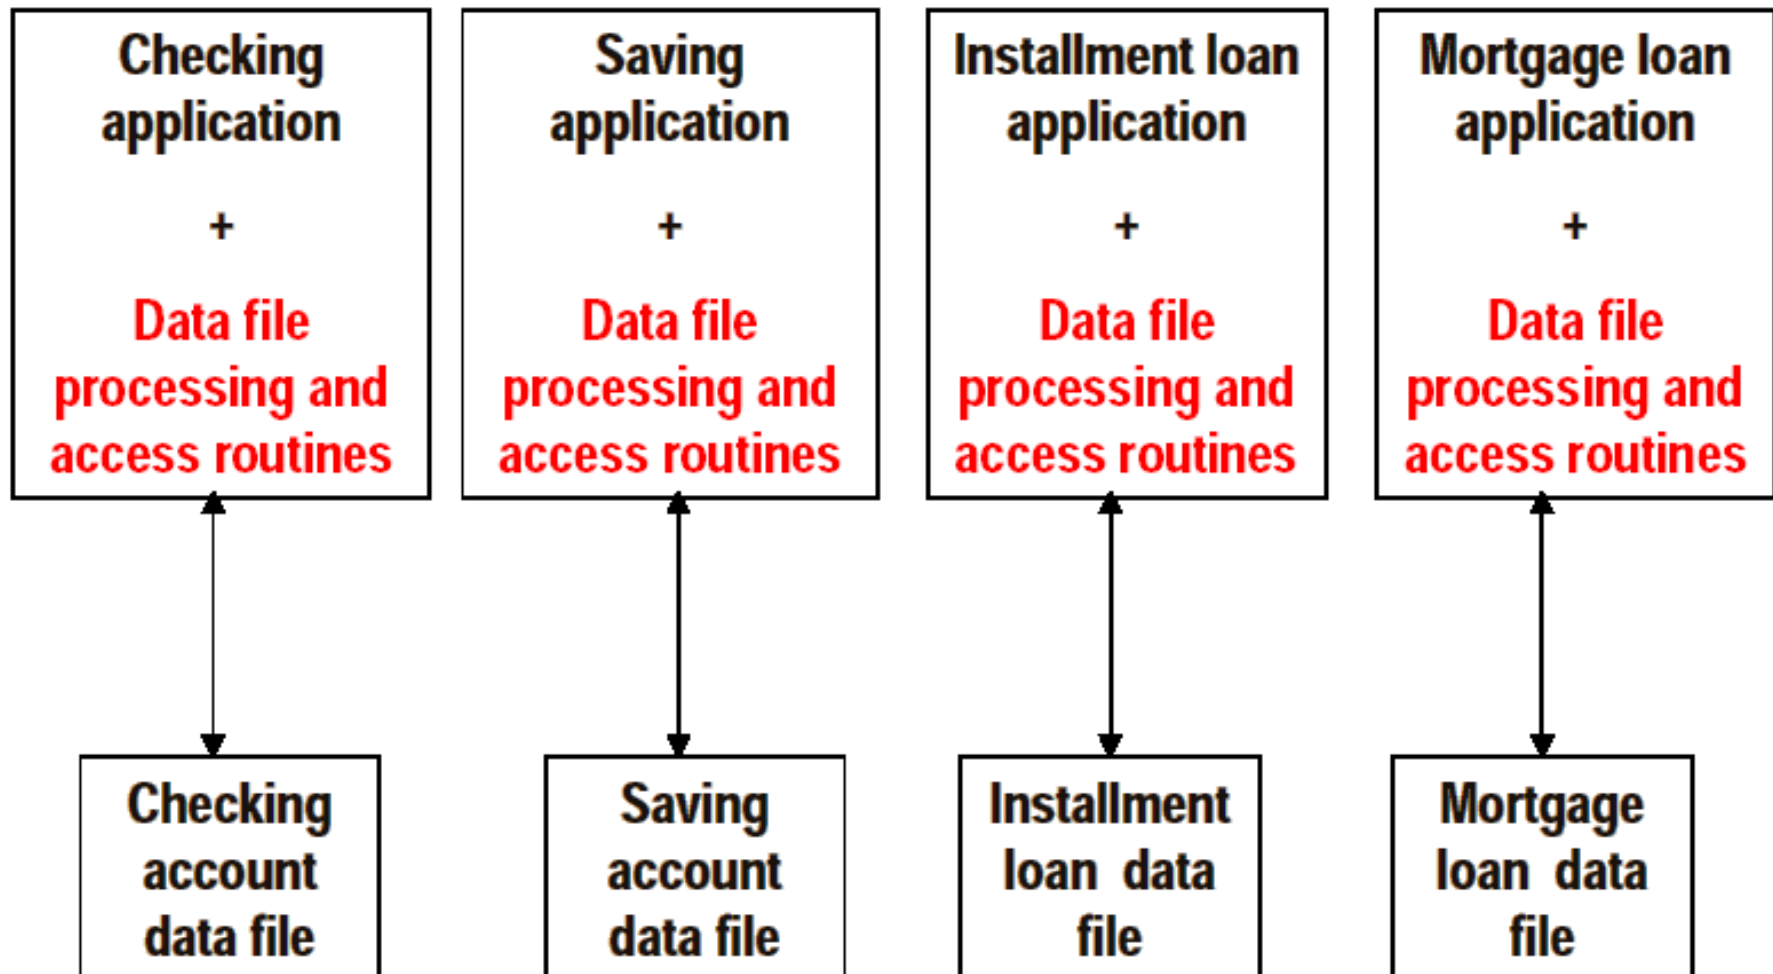 Checking
application
+
Data file
processing and
access routines
Saving
application
+
Data file
processing and
access routines
Installment loan
application
+
Data file
processing and
access routines
Mortgage loan
application
+
Data file
processing and
access routines
Checking
account
data file
Saving
account
data file
Installment
loan data
file
Mortgage
loan data
file